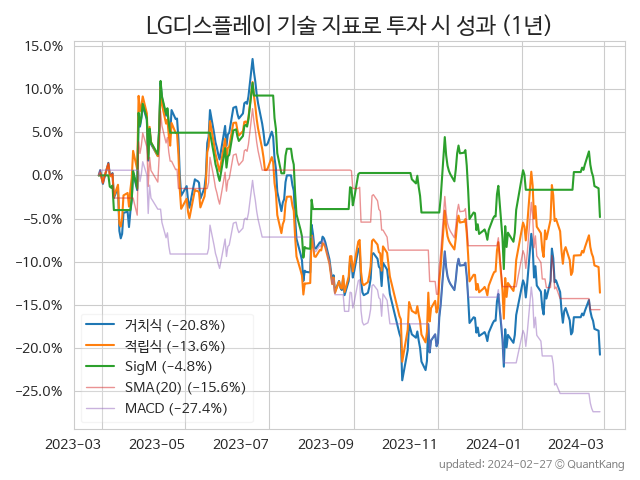 LG디스플레이 기술 지표로 투자 시 성과 (1년)
15.0%
10.0%
5.0%
0.0%
−5.0%
−10.0%
−15.0%
−20.0%
−25.0%
거치식 (−20.8%)
적립식 (−13.6%)
SigM (−4.8%)
SMA(20) (−15.6%)
MACD (−27.4%)
2023-03 2023-05 2023-07 2023-09 2023-11 2024-01 2024-03
updated: 2024-02-27 © QuantKang